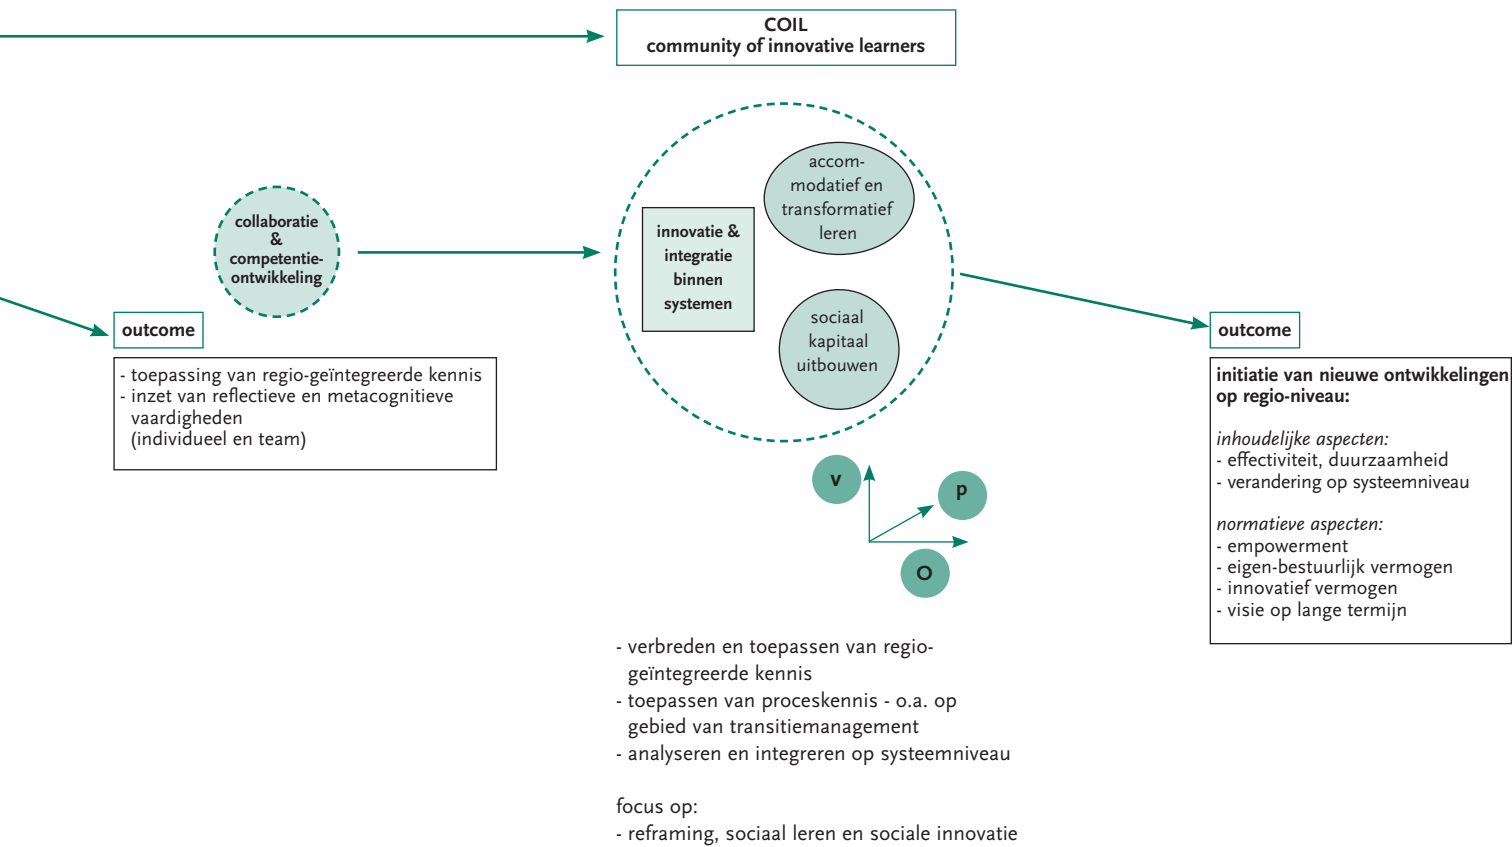 COIL
community of innovative learners
collaboratie
&
competentie-
ontwikkeling
outcome
- toepassing van regio-geïntegreerde kennis
- inzet van reflectieve en metacognitieve
vaardigheden
(individueel en team)
innovatie &
integratie
binnen
systemen
accom-
modatief en
transformatief
leren
sociaal
kapitaal
uitbouwen
v
p
O
- verbreden en toepassen van regio-
geïntegreerde kennis
- toepassen van proceskennis - o.a. op
gebied van transitiemanagement
- analyseren en integreren op systeemniveau
focus op:
- reframing, sociaal leren en sociale innovatie
outcome
initiatie van nieuwe ontwikkelingen
op regio-niveau:
inhoudelijke aspecten:
- effectiviteit, duurzaamheid
- verandering op systeemniveau
normatieve aspecten:
- empowerment
- eigen-bestuurlijk vermogen
- innovatief vermogen
- visie op lange termijn